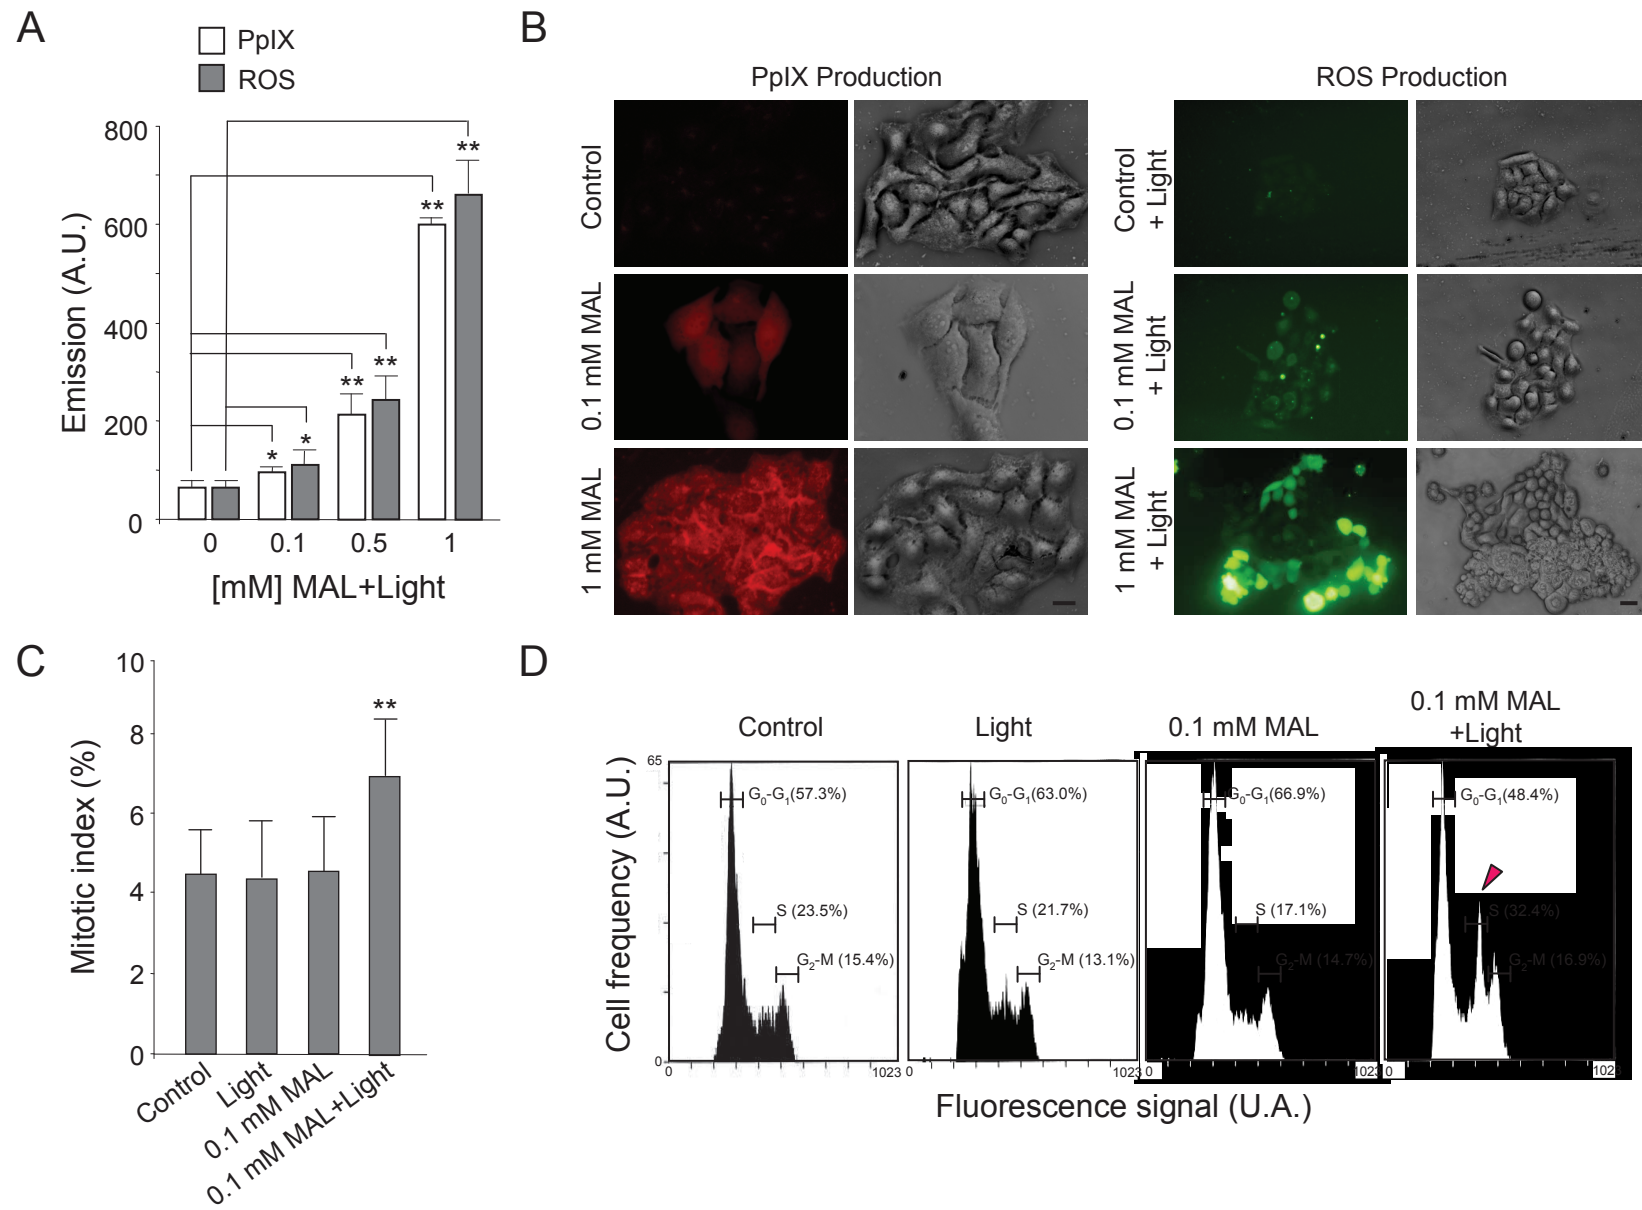 A
PpIX
ROS
800
600
400
200
0
Emission (A.U.)
**
**
**
**
*
*
0
0.1
0.5
1
[mM] MAL+Light
B
PpIX Production
ROS Production
Control
0.1 mM MAL
1 mM MAL
Control
+ Light
0.1 mM MAL
+ Light
1 mM MAL
+ Light
C
10
8
6
4
2
0
Mitotic index (%)
**
Control
Light
0.1 mM MAL
0.1 mM MAL+Light
D
Control
Light
0.1 mM MAL
0.1 mM MAL
+Light
Cell frequency (A.U.)
65
0
G0-G1(57.3%)
S (23.5%)
G2-M (15.4%)
0
1023
G0-G1(63.0%)
S (21.7%)
G2-M (13.1%)
0
1023
G0-G1(66.9%)
S (17.1%)
G2-M (14.7%)
0
1023
G0-G1(48.4%)
S (32.4%)
G2-M (16.9%)
0
1023
Fluorescence signal (U.A.)